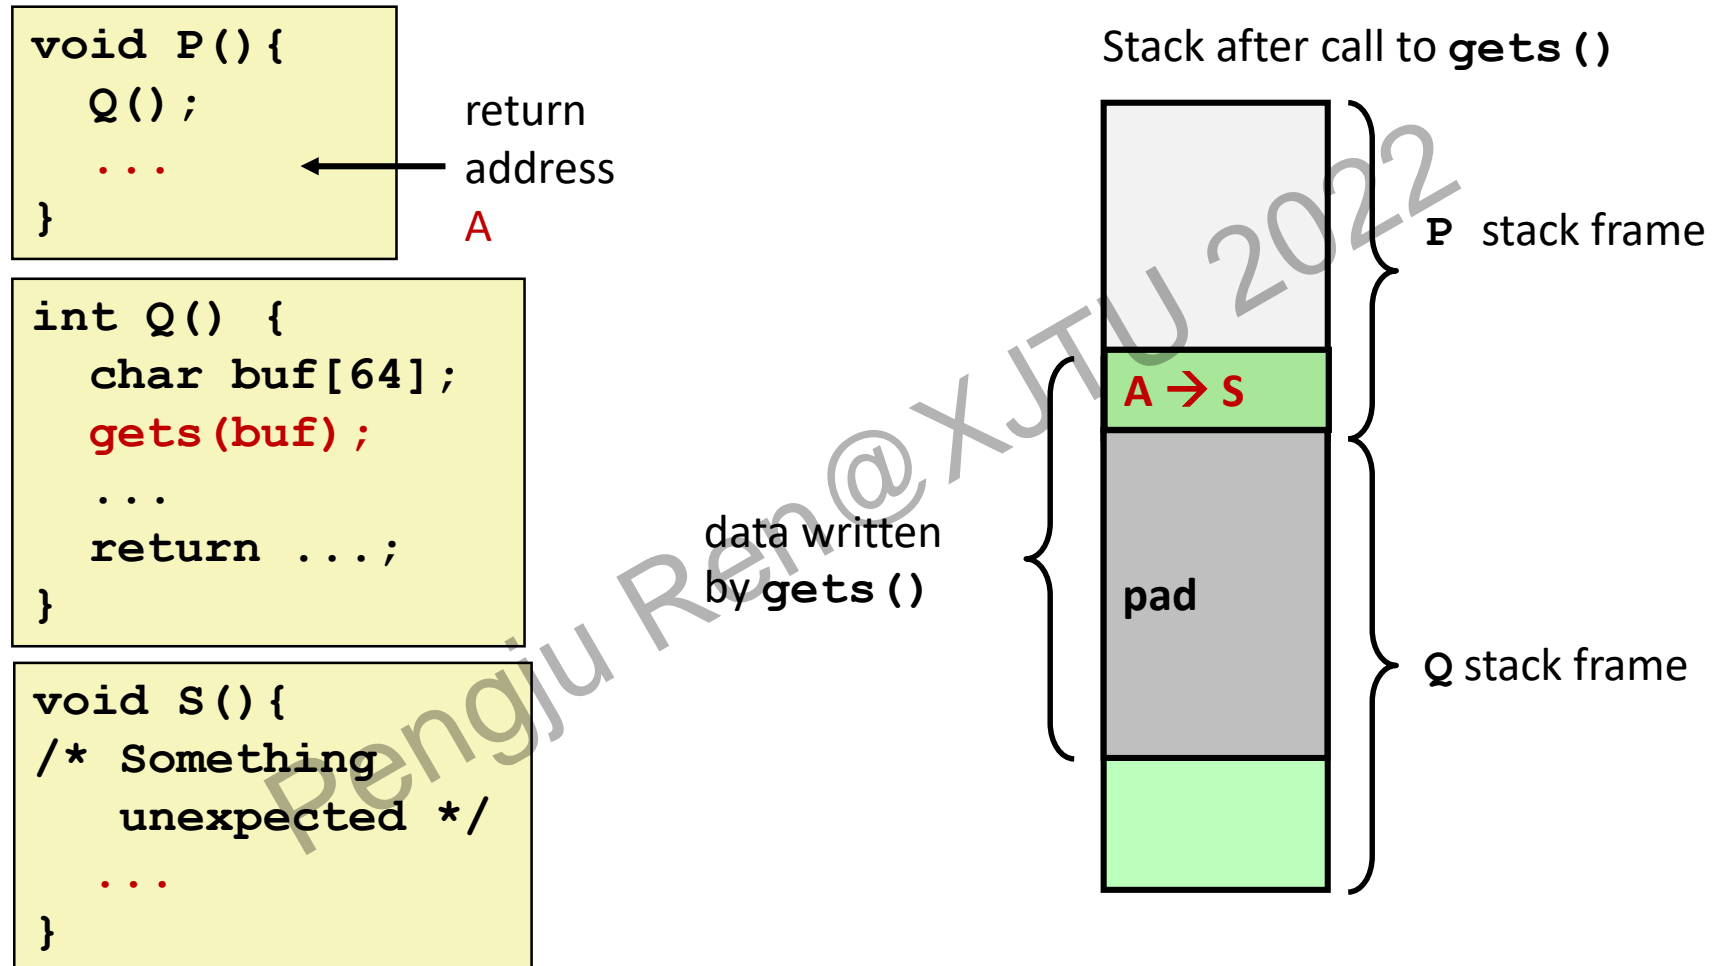 void P(){
Q();
...
}
return
address
A
int Q() {
char buf[64];
gets(buf);
...
return ...;
}
void S(){
/* Something
unexpected */
...
}
Stack after call to gets()
A → S
pad
data written
by gets()
P stack frame
Q stack frame
Pengju Ren@XJTU 2022